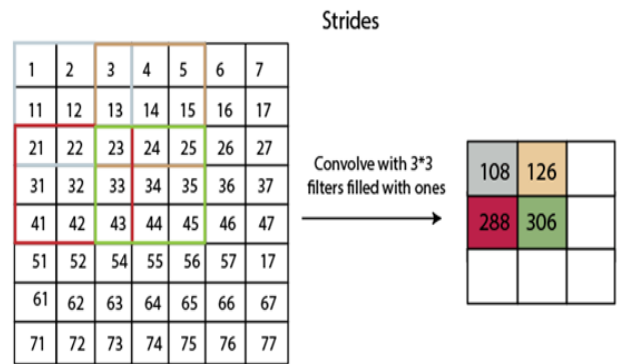 Strides
1 2 3 4 5 6 7
11 12 13 14 15 16 17
21 22 23 24 25 26 27
31 32 33 34 35 36 37
41 42 43 44 45 46 47
51 52 54 55 56 57 17
61 62 63 64 65 66 67
71 72 73 74 75 76 77
Convolve with 3*3
filters filled with ones
108 126
288 306